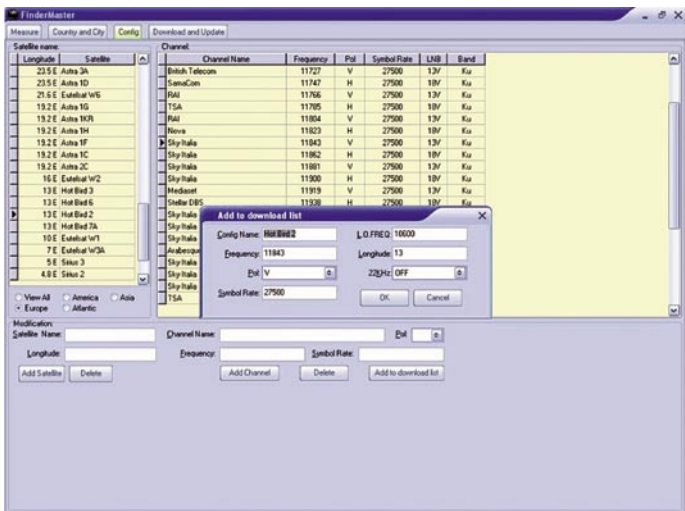 FinderMaster
Measure Country and City Config Download and Update
Satellite name:
Longitude Satellite
23.5 E Astra 3A
23.5 E Astra 1D
21.6 E Eutelsat W6
19.2 E Astra 1G
19.2 E Astra 1KR
19.2 E Astra 1H
19.2 E Astra 1F
19.2 E Astra 1C
19.2 E Astra 2C
16 E Eutelsat W2
13 E Hot Bird 3
13 E Hot Bird 6
13 E Hot Bird 2
13 E Hot Bird 7A
10 E Eutelsat W1
7 E Eutelsat W3A
5 E Sirius 3
4.8 E Sirius 2
View All America Asia
Europe Atlantic
Channel:
Channel Name Frequency Pol Symbol Rate LNB Band
British Telecom 11727 V 27500 13V Ku
SamaCom 11747 H 27500 18V Ku
RAI 11766 V 27500 13V Ku
TSA 11785 H 27500 18V Ku
RAI 11804 V 27500 13V Ku
Nova 11823 H 27500 18V Ku
Sky Italia 11843 V 27500 13V Ku
Sky Italia 11862 H 27500 18V Ku
Sky Italia 11881 V 27500 13V Ku
Sky Italia 11900 H 27500 18V Ku
Mediaset 11919 V 27500 13V Ku
Stellar DBS 11938 H 27500 18V Ku
Sky Italia
Sky Italia
Sky Italia
Arabesque
Sky Italia
Sky Italia
Sky Italia
TSA
Add to download list
Config Name: Hot Bird 2 L.O.FREQ: 10600
Frequency: 11843 Longitude: 13
Pol: V 22KHz: OFF
Symbol Rate: 27500 OK Cancel
Modification:
Satellite Name: Channel Name: Pol:
Longitude: Frequency: Symbol Rate:
Add Satellite Delete Add Channel Delete Add to download list